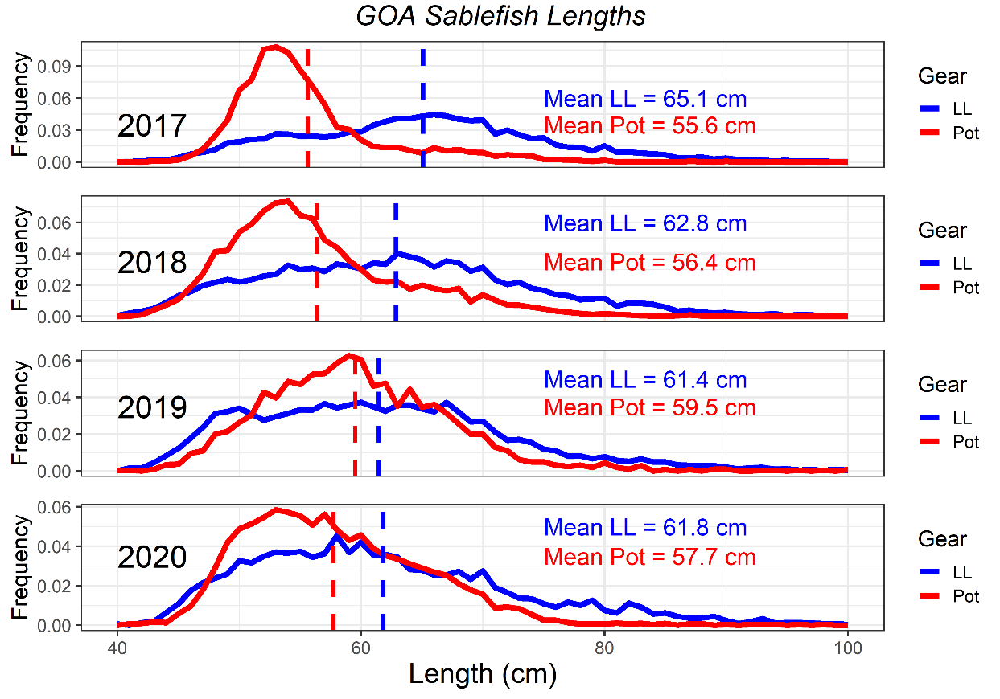 GOA Sablefish Lengths
Frequency
0.09
0.06
0.03
0.00
2017
Mean LL = 65.1 cm
Mean Pot = 55.6 cm
Gear
LL
Pot
Frequency
0.06
0.04
0.02
0.00
2018
Mean LL = 62.8 cm
Mean Pot = 56.4 cm
Gear
LL
Pot
Frequency
0.06
0.04
0.02
0.00
2019
Mean LL = 61.4 cm
Mean Pot = 59.5 cm
Gear
LL
Pot
Frequency
0.06
0.04
0.02
0.00
2020
Mean LL = 61.8 cm
Mean Pot = 57.7 cm
Gear
LL
Pot
40 60 80 100
Length (cm)